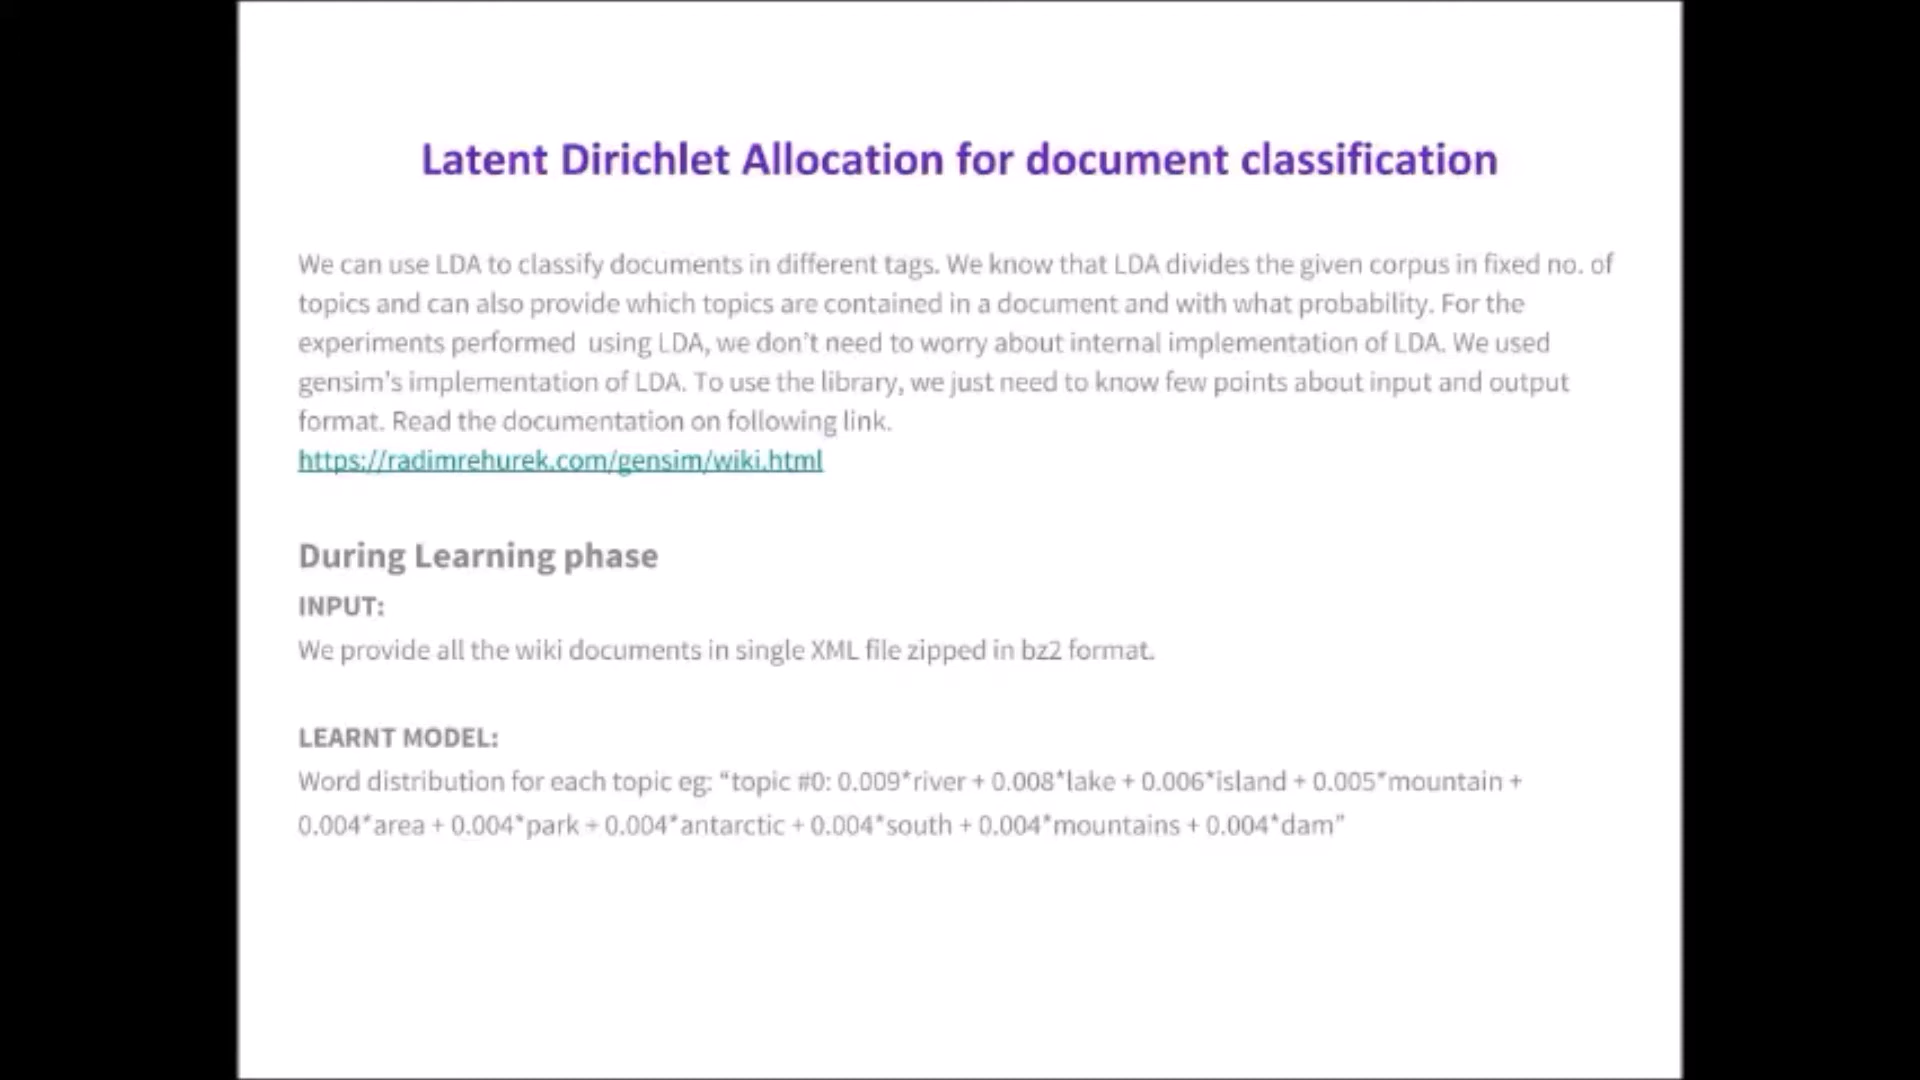 Latent Dirichlet Allocation for document classification
We can use LDA to classify documents in different tags. We know that LDA divides the given corpus in fixed no. of
topics and can also provide which topics are contained in a document and with what probability. For the
experiments performed  using LDA, we don’t need to worry about internal implementation of LDA. We used
gensim’s implementation of LDA. To use the library, we just need to know few points about input and output
format. Read the documentation on following link.
https://radimrehurek.com/gensim/wiki.html
During Learning phase
INPUT:
We provide all the wiki documents in single XML file zipped in bz2 format.
LEARNT MODEL:
Word distribution for each topic eg: “topic #0: 0.009*river + 0.008*lake + 0.006*island + 0.005*mountain +
0.004*area + 0.004*park + 0.004*antarctic + 0.004*south + 0.004*mountains + 0.004*dam”